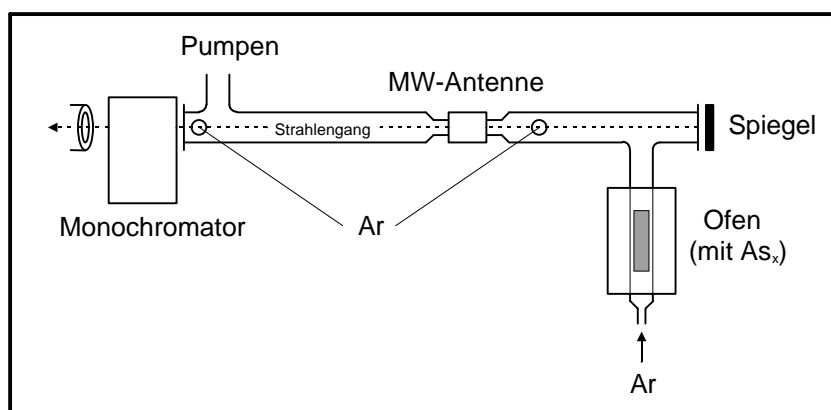 Pumpen
MW-Antenne
Strahlengang
Spiegel
Monochromator
Ar
Ofen
(mit Asₓ)
Ar